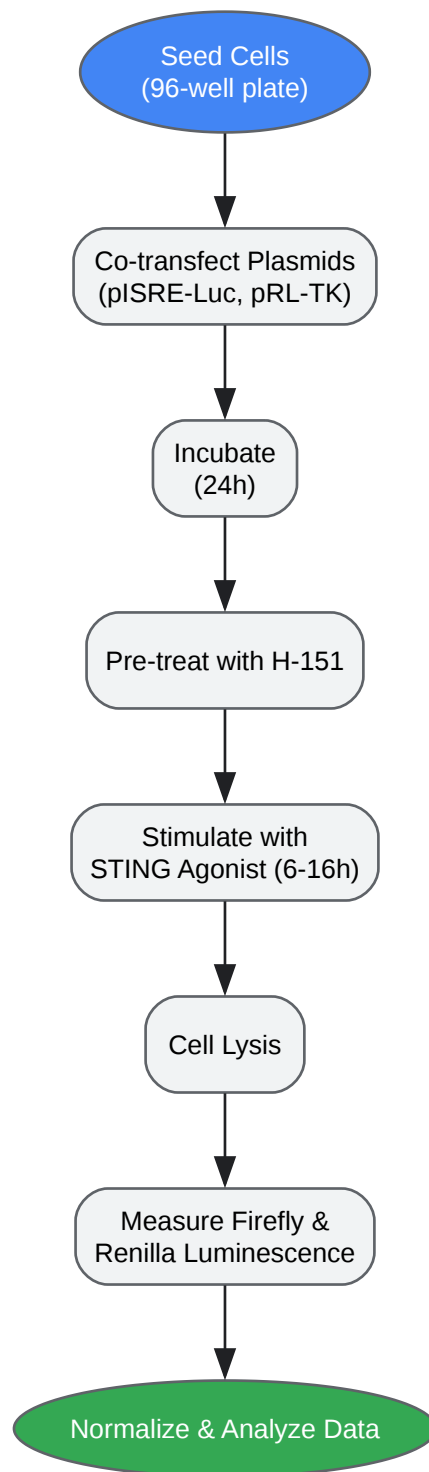 Seed Cells
(96-well plate)
Co-transfect Plasmids
(pISRE-Luc, pRL-TK)
Incubate
(24h)
Pre-treat with H-151
Stimulate with
STING Agonist (6-16h)
Cell Lysis
Measure Firefly &
Renilla Luminescence
Normalize & Analyze Data